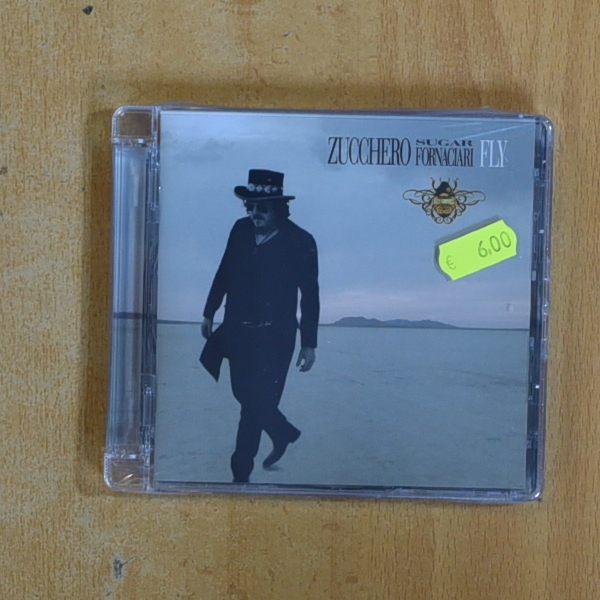 ZUCCHERO SUGAR FORNACIARI FLY
€ 6,00